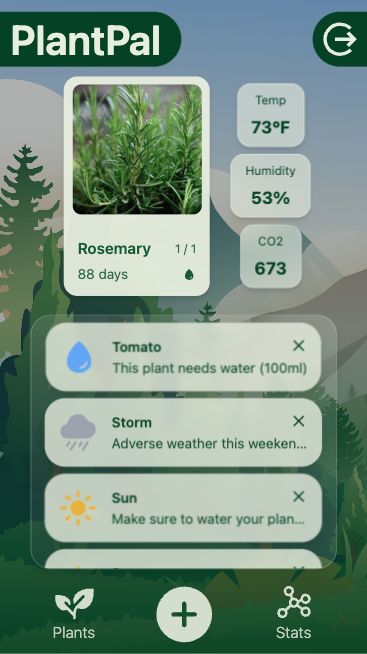 PlantPal
Temp
73°F
Humidity
53%
CO2
673
Rosemary 1/1
88 days
Tomato
This plant needs water (100ml)
Storm
Adverse weather this weeken...
Sun
Make sure to water your plan...
Plants
Stats